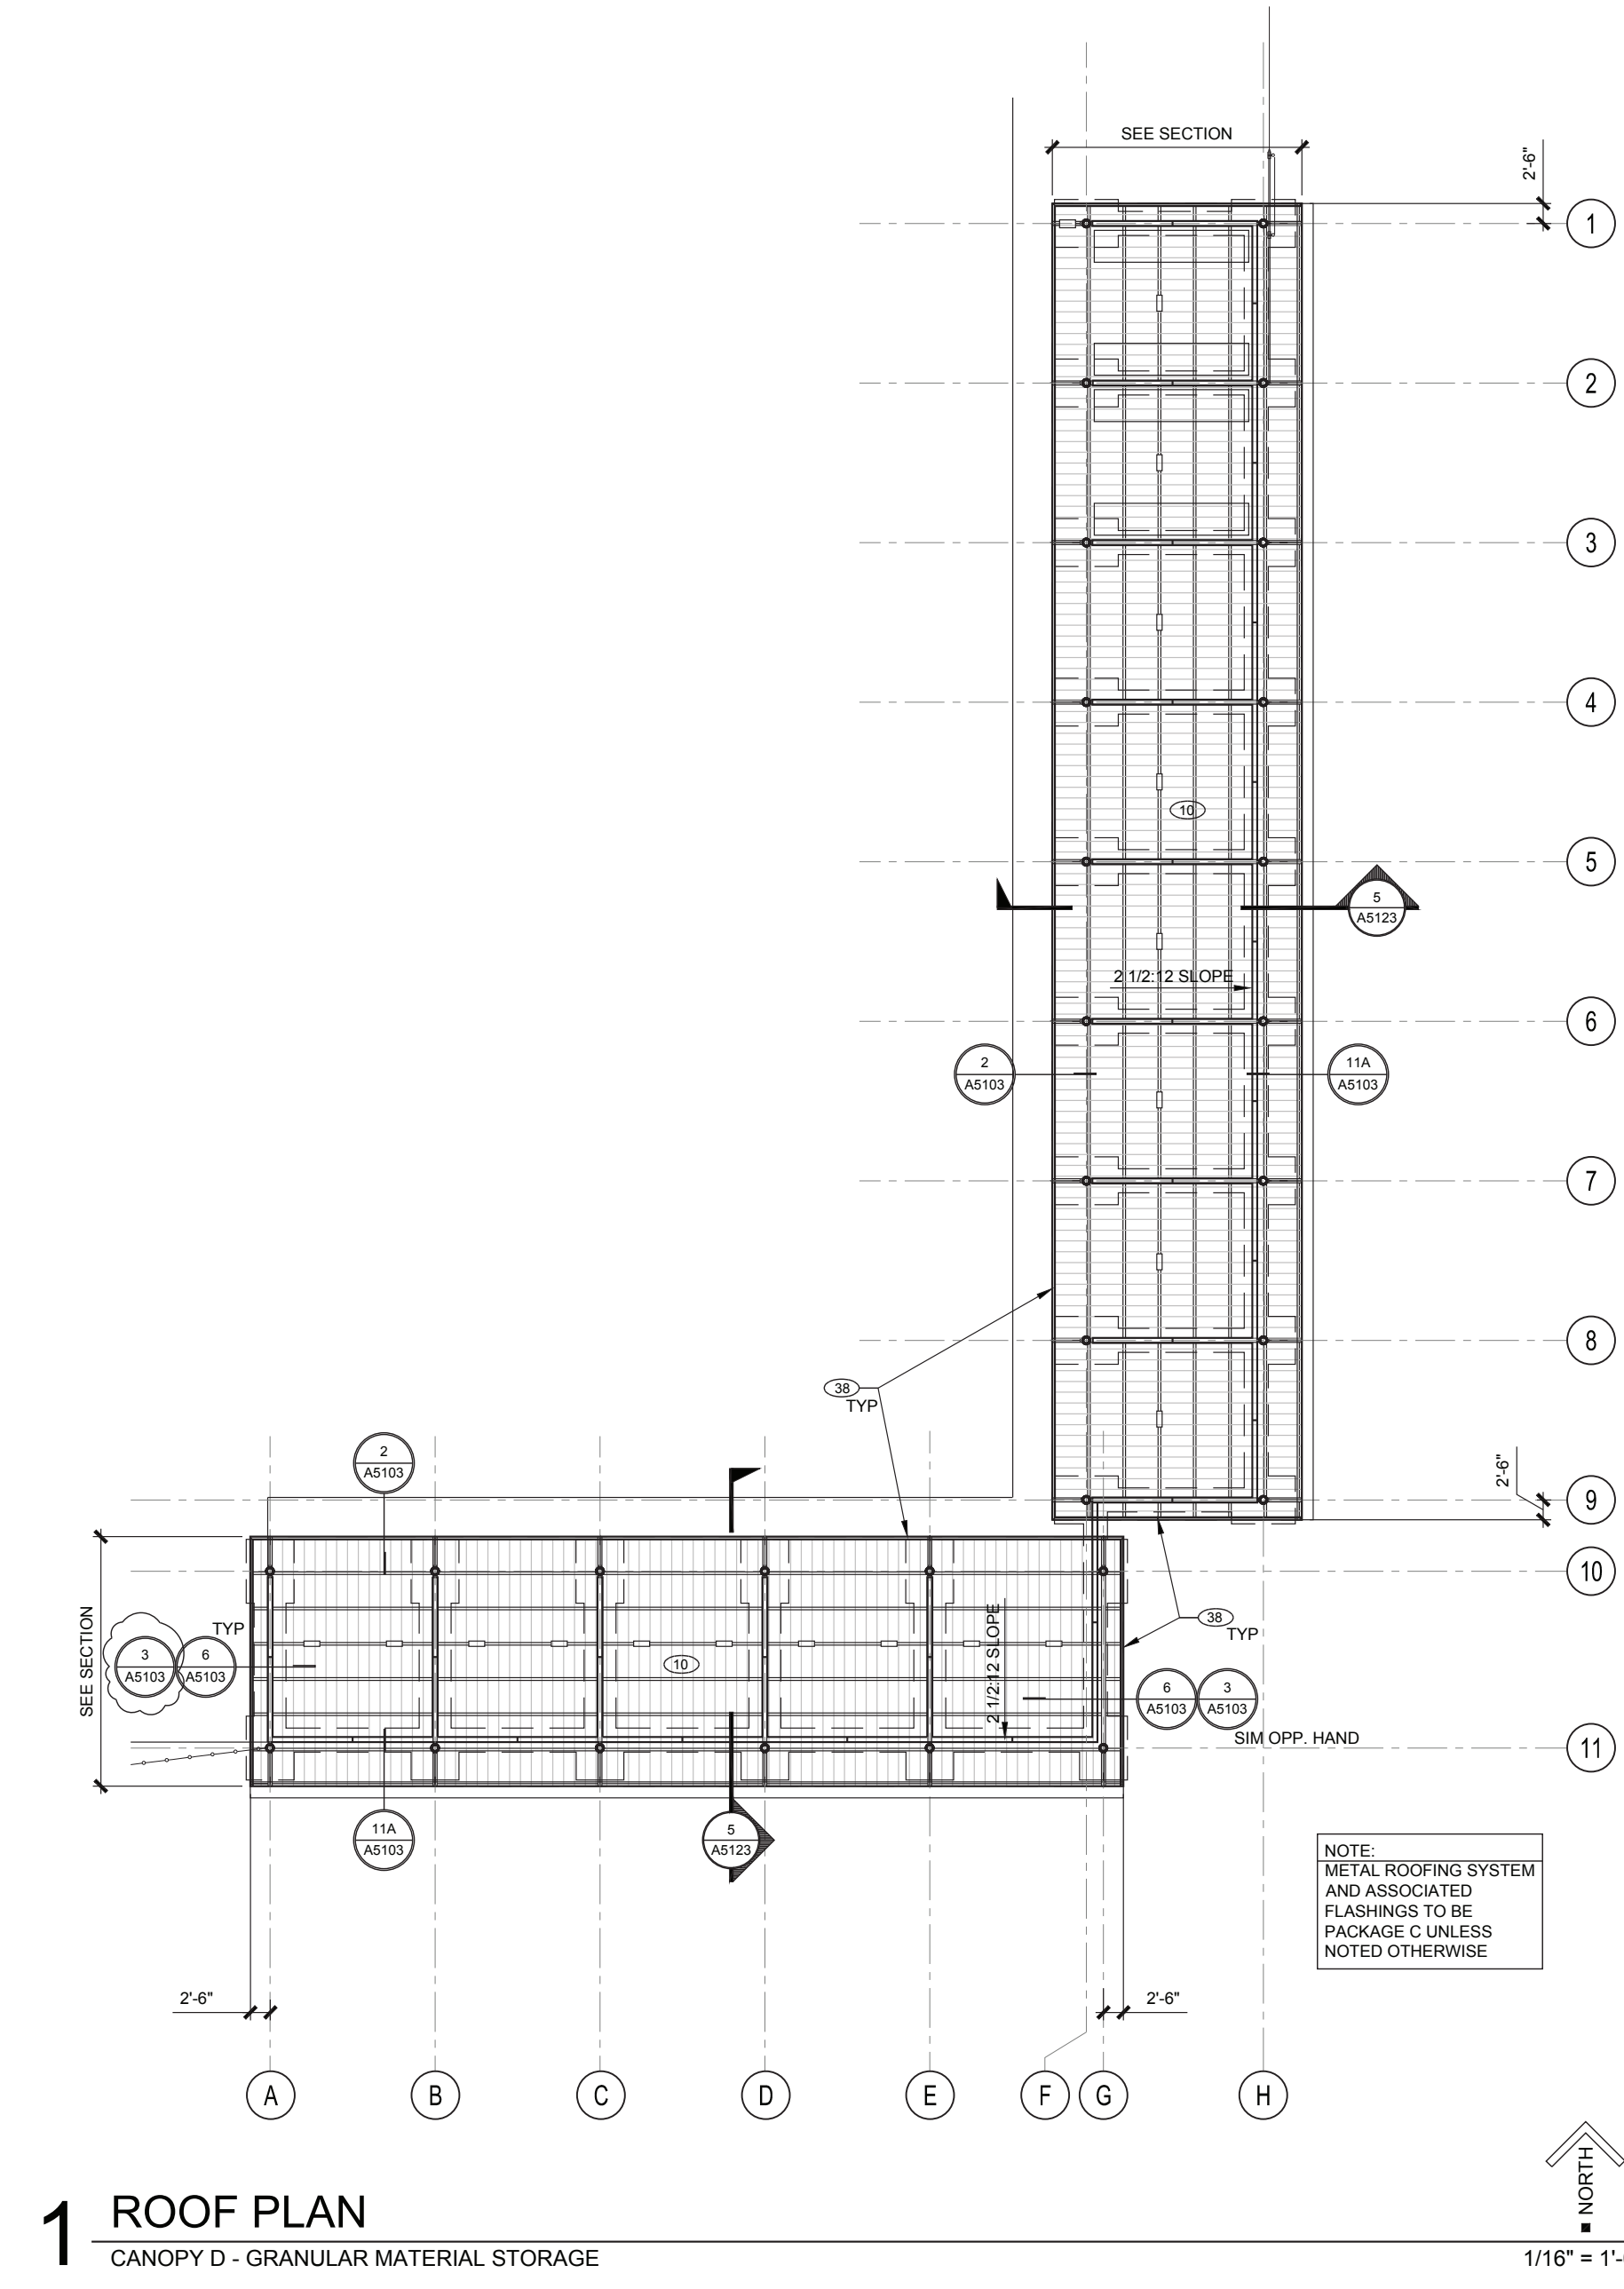 SEE SECTION
2'-6"
1
2
3
4
10
5
5
A5123
2 1/2:12 SLOPE
6
2
A5103
11A
A5103
7
8
38
TYP
2
A5103
2'-6"
9
10
SEE SECTION
TYP
3
A5103
6
A5103
10
2 1/2:12 SLOPE
38
TYP
6
A5103
3
A5103
SIM OPP. HAND
11
11A
A5103
5
A5123
NOTE:
METAL ROOFING SYSTEM
AND ASSOCIATED
FLASHINGS TO BE
PACKAGE C UNLESS
NOTED OTHERWISE
2'-6"
2'-6"
A
B
C
D
E
F
G
H
NORTH
1
ROOF PLAN
CANOPY D - GRANULAR MATERIAL STORAGE
1/16" = 1'-